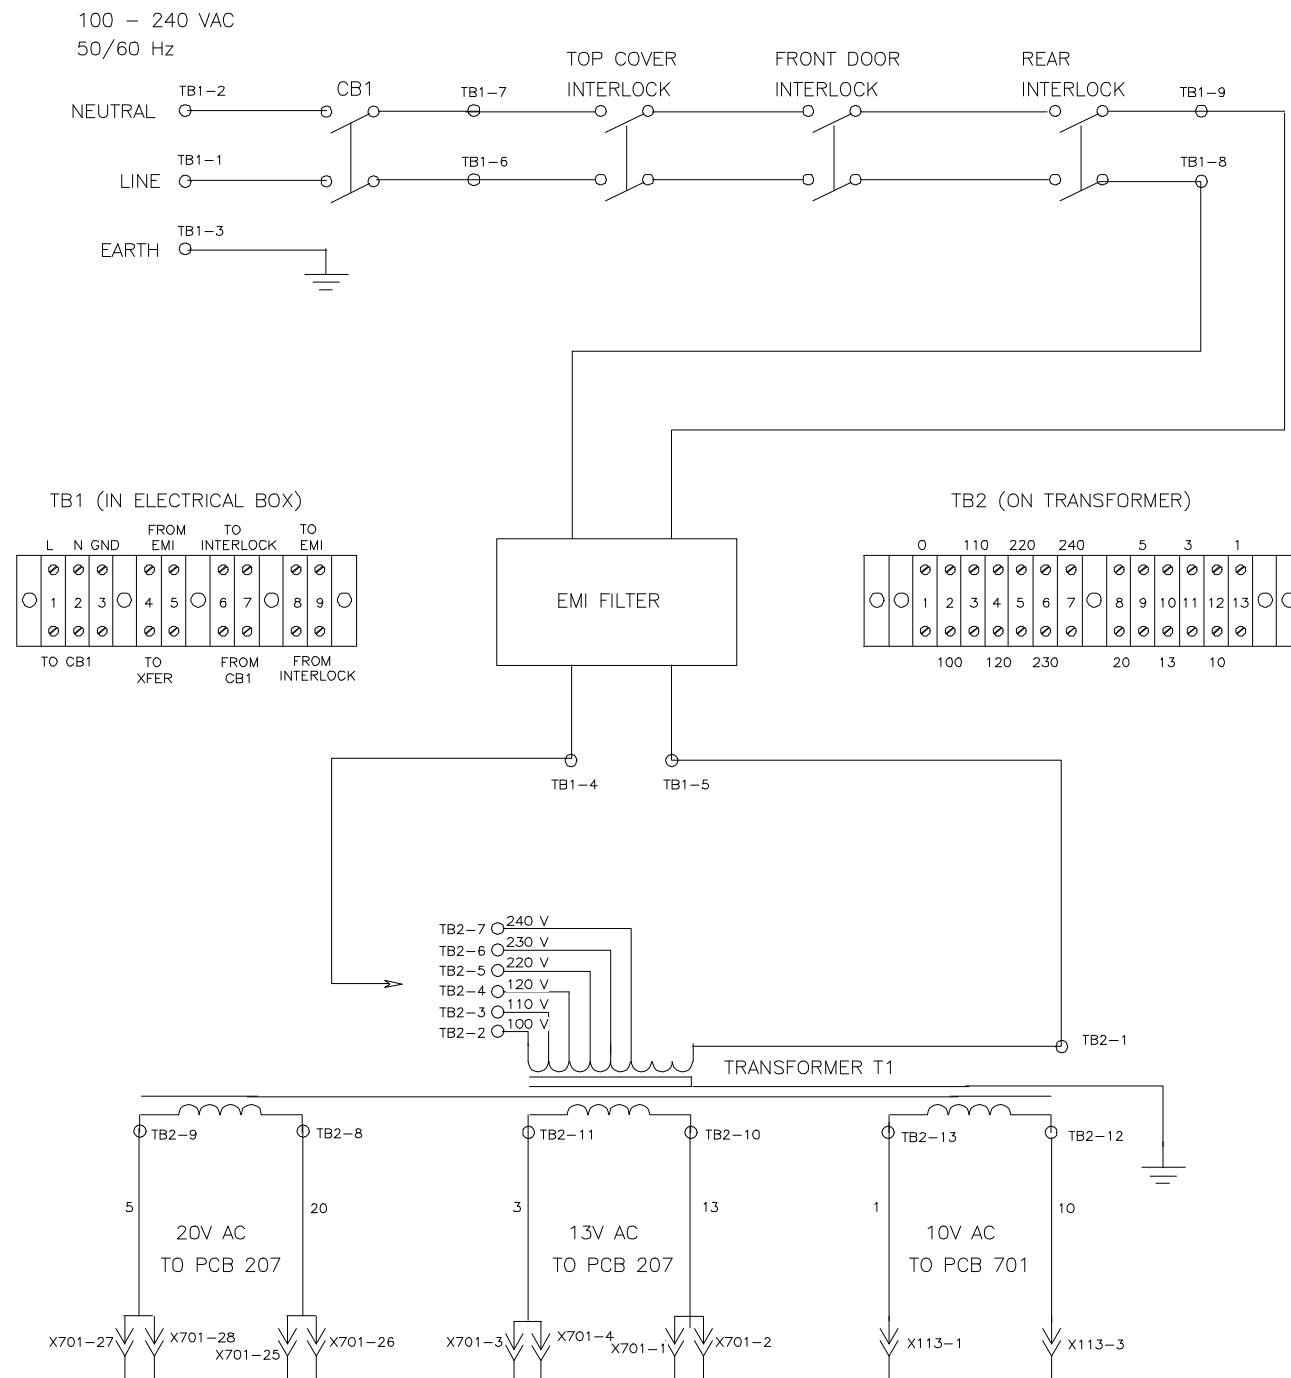 100 – 240 VAC
50/60 Hz
TOP COVER
INTERLOCK
FRONT DOOR
INTERLOCK
REAR
INTERLOCK
NEUTRAL
TB1–2
CB1
TB1–7
TB1–9
LINE
TB1–1
TB1–6
TB1–8
EARTH
TB1–3
TB1 (IN ELECTRICAL BOX)
L N GND
FROM
EMI
TO
INTERLOCK
TO
EMI
1 2 3 4 5 6 7 8 9
TO CB1
TO
XFER
FROM
CB1
FROM
INTERLOCK
EMI FILTER
TB2 (ON TRANSFORMER)
0 110 220 240 5 3 1
1 2 3 4 5 6 7 8 9 10 11 12 13
100 120 230 20 13 10
TB1–4
TB1–5
TB2–7 240 V
TB2–6 230 V
TB2–5 220 V
TB2–4 120 V
TB2–3 110 V
TB2–2 100 V
TB2–1
TRANSFORMER T1
TB2–9
TB2–8
TB2–11
TB2–10
TB2–13
TB2–12
5
20
3
13
1
10
20V AC
TO PCB 207
13V AC
TO PCB 207
10V AC
TO PCB 701
X701–27
X701–28
X701–25
X701–26
X701–3
X701–4
X701–1
X701–2
X113–1
X113–3